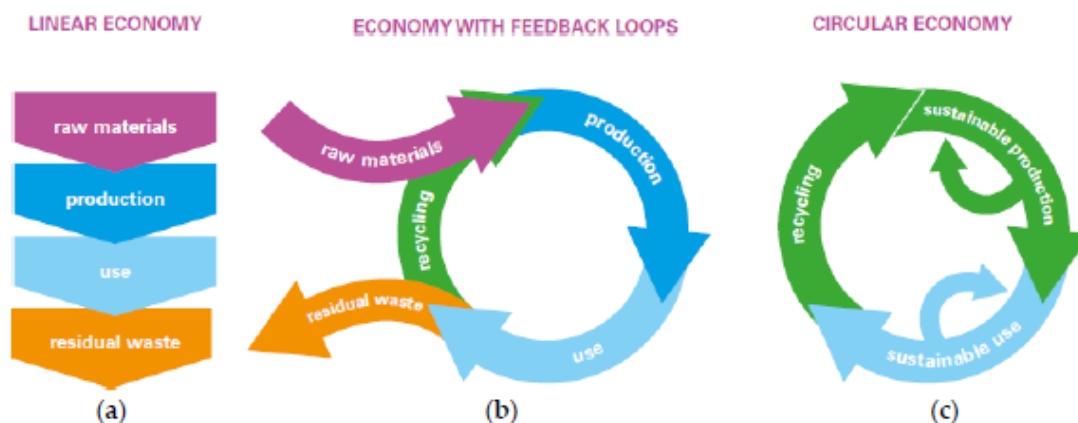 LINEAR ECONOMY
ECONOMY WITH FEEDBACK LOOPS
CIRCULAR ECONOMY
raw materials
production
use
residual waste
(a)
raw materials
production
recycling
residual waste
use
(b)
sustainable production
recycling
sustainable use
(c)